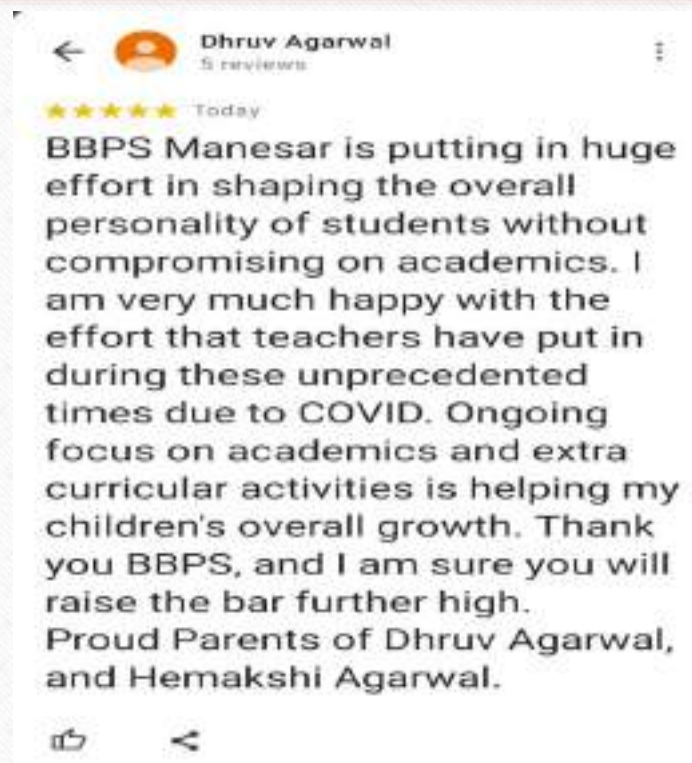 Dhruv Agarwal
5 reviews
Today
BBPS Manesar is putting in huge
effort in shaping the overall
personality of students without
compromising on academics. I
am very much happy with the
effort that teachers have put in
during these unprecedented
times due to COVID. Ongoing
focus on academics and extra
curricular activities is helping my
children's overall growth. Thank
you BBPS, and I am sure you will
raise the bar further high.
Proud Parents of Dhruv Agarwal,
and Hemakshi Agarwal.